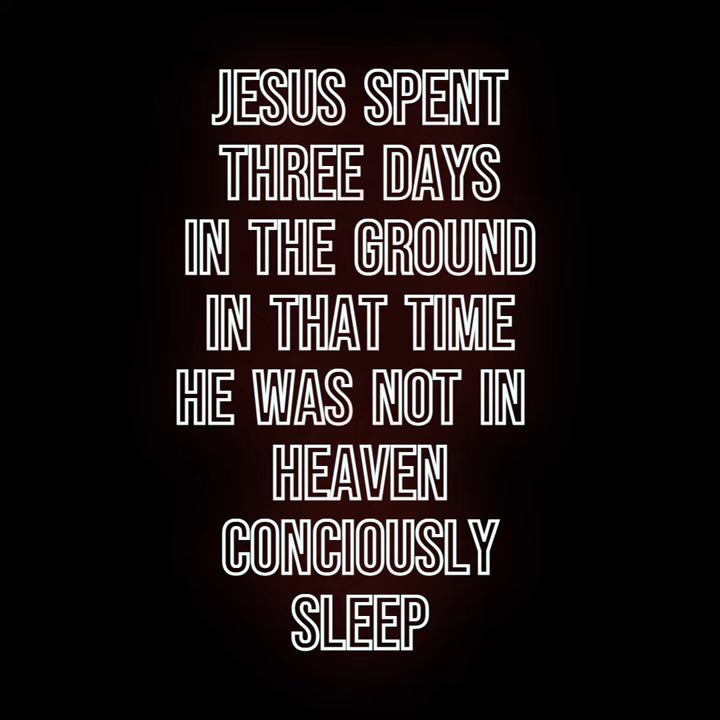 JESUS SPENT
THREE DAYS
IN THE GROUND
IN THAT TIME
HE WAS NOT IN
HEAVEN
CONCIOUSLY
SLEEP